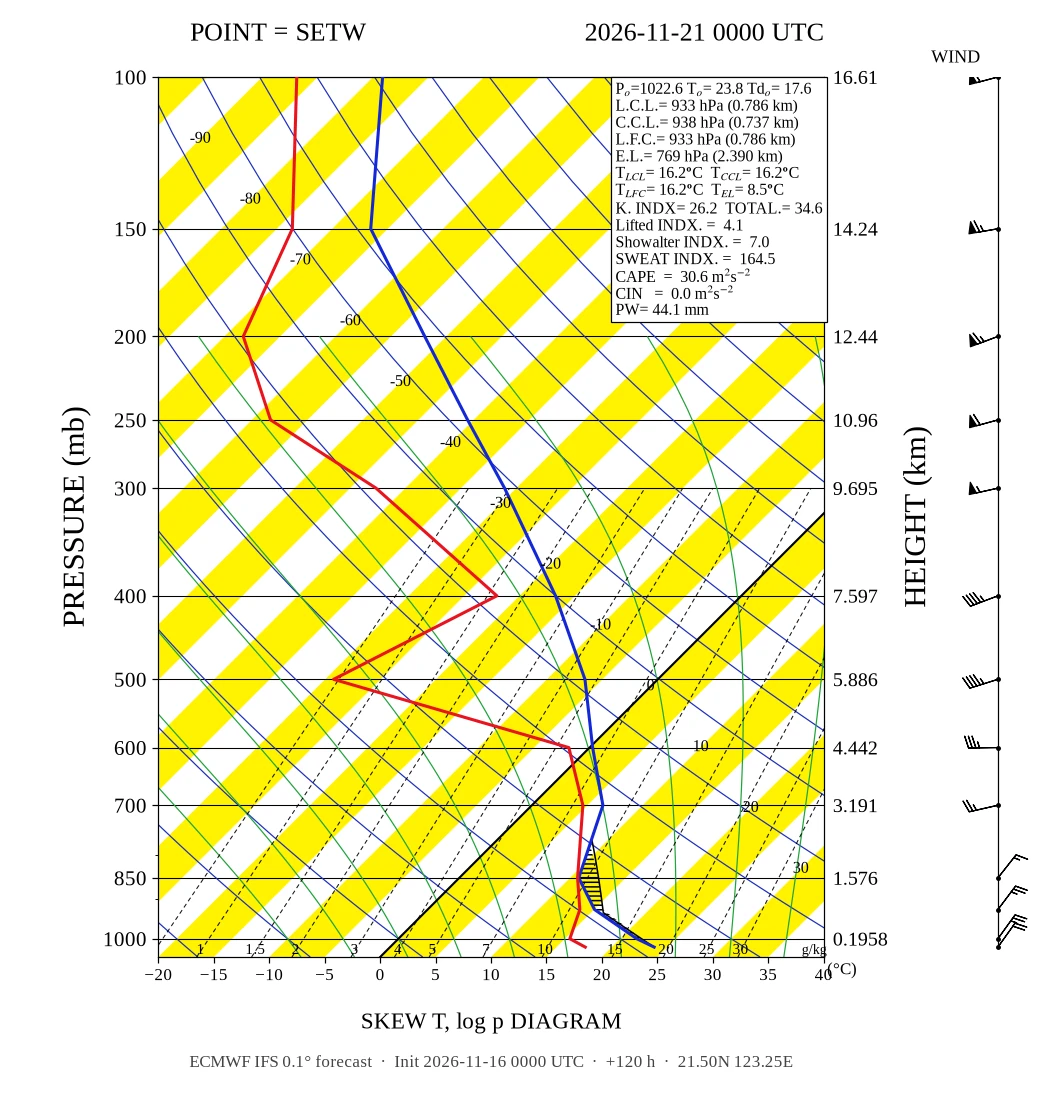 POINT = SETW
2026-11-21 0000 UTC
WIND
100
16.61
Pₒ=1022.6 Tₒ= 23.8 Tdₒ= 17.6
L.C.L.= 933 hPa (0.786 km)
C.C.L.= 938 hPa (0.737 km)
L.F.C.= 933 hPa (0.786 km)
E.L.= 769 hPa (2.390 km)
T_LCL= 16.2°C T_CCL= 16.2°C
T_LFC= 16.2°C T_EL= 8.5°C
K. INDX= 26.2 TOTAL.= 34.6
Lifted INDX. = 4.1
Showalter INDX. = 7.0
SWEAT INDX. = 164.5
CAPE = 30.6 m²s⁻²
CIN = 0.0 m²s⁻²
PW= 44.1 mm
-90
-80
150
14.24
-70
-60
200
12.44
-50
250
10.96
-40
300
9.695
-30
-20
400
7.597
-10
500
5.886
0
600
10
4.442
700
20
3.191
850
30
1.576
1000
0.1958
1 1.5 2 3 4 5 7 10 15 20 25 30 g/kg
−20 −15 −10 −5 0 5 10 15 20 25 30 35 40
(°C)
PRESSURE (mb)
HEIGHT (km)
SKEW T, log p DIAGRAM
ECMWF IFS 0.1° forecast · Init 2026-11-16 0000 UTC · +120 h · 21.50N 123.25E